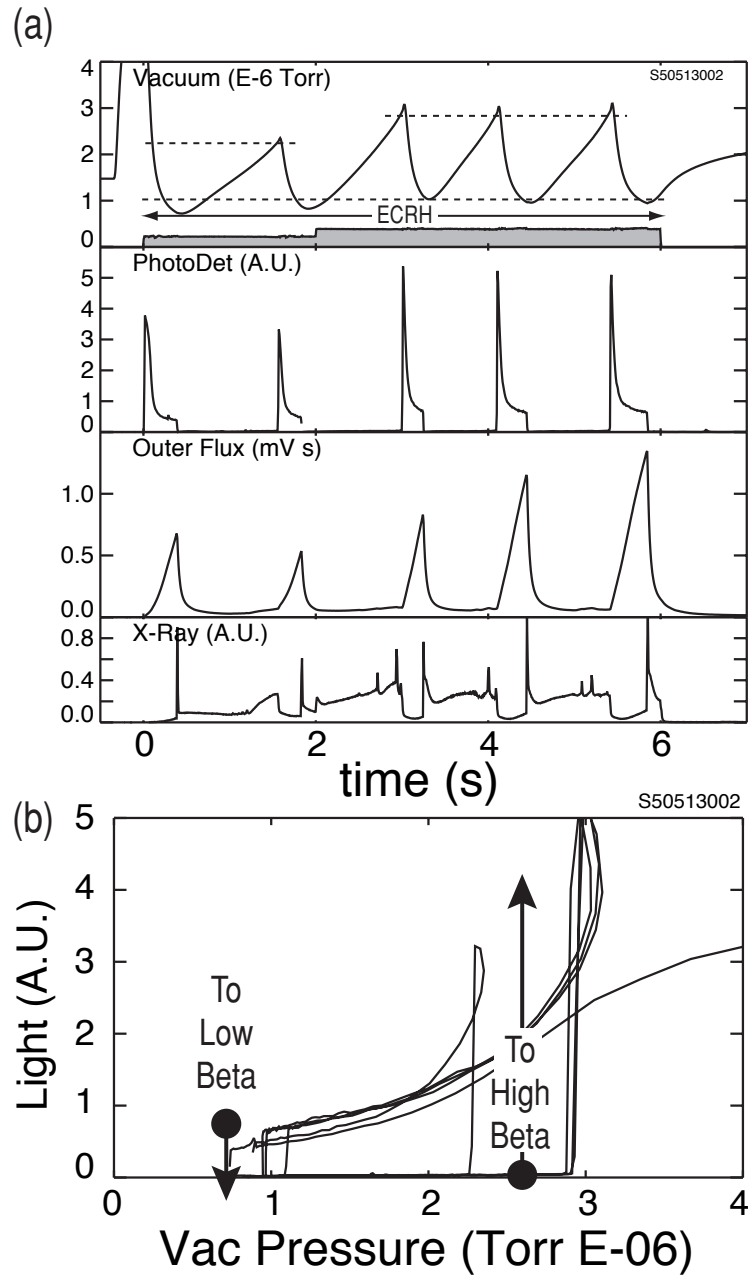 (a)
Vacuum (E-6 Torr)
S50513002
4
3
2
1
0
ECRH
PhotoDet (A.U.)
5
4
3
2
1
0
Outer Flux (mV s)
1.0
0.5
0.0
X-Ray (A.U.)
0.8
0.4
0.0
0 2 4 6
time (s)
(b)
S50513002
5
4
3
2
1
0
Light (A.U.)
To
Low
Beta
To
High
Beta
0 1 2 3 4
Vac Pressure (Torr E-06)